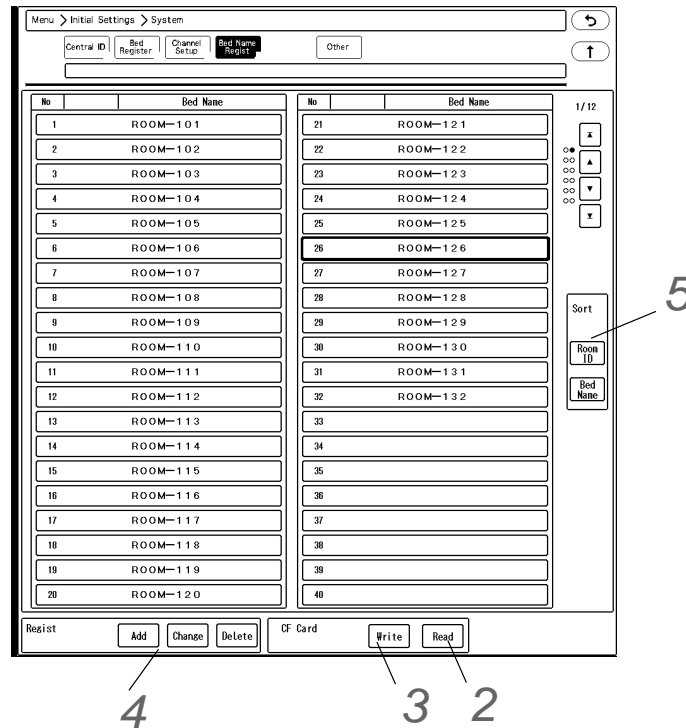 Menu > Initial Settings > System
Central ID
Bed Register
Channel Setup
Bed Name Regist
Other
No Bed Name
1 ROOM-101
2 ROOM-102
3 ROOM-103
4 ROOM-104
5 ROOM-105
6 ROOM-106
7 ROOM-107
8 ROOM-108
9 ROOM-109
10 ROOM-110
11 ROOM-111
12 ROOM-112
13 ROOM-113
14 ROOM-114
15 ROOM-115
16 ROOM-116
17 ROOM-117
18 ROOM-118
19 ROOM-119
20 ROOM-120
No Bed Name
21 ROOM-121
22 ROOM-122
23 ROOM-123
24 ROOM-124
25 ROOM-125
26 ROOM-126
27 ROOM-127
28 ROOM-128
29 ROOM-129
30 ROOM-130
31 ROOM-131
32 ROOM-132
33
34
35
36
37
38
39
40
1/12
Sort
Room ID
Bed Name
5
Regist Add Change Delete
CF Card Write Read
4 3 2